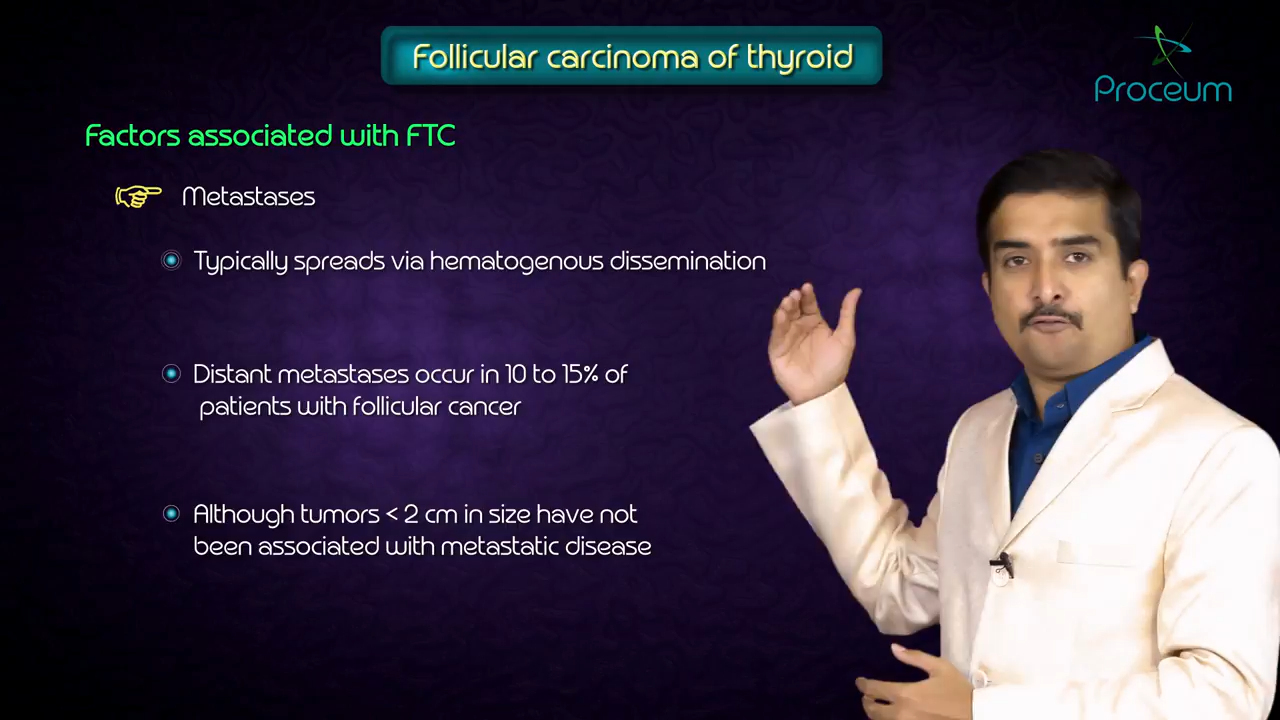 Follicular carcinoma of thyroid
Proceum
Factors associated with FTC
Metastases
Typically spreads via hematogenous dissemination
Distant metastases occur in 10 to 15% of
patients with follicular cancer
Although tumors < 2 cm in size have not
been associated with metastatic disease